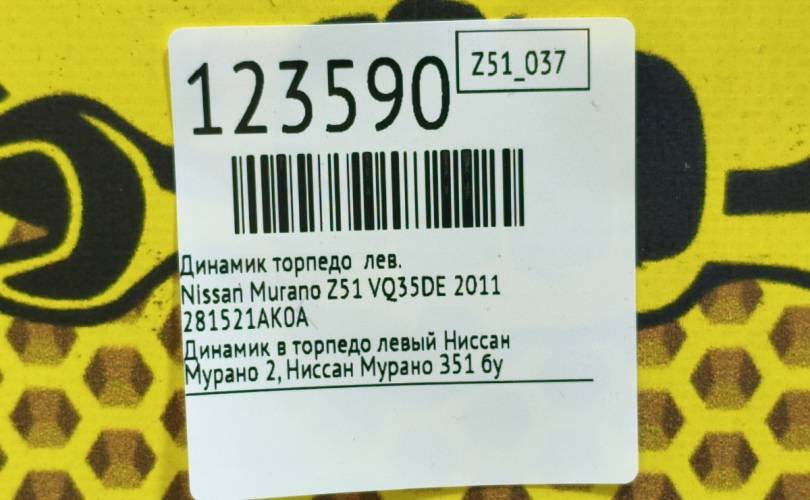 123590
Z51_037
Динамик торпедо лев.
Nissan Murano Z51 VQ35DE 2011
281521AK0A
Динамик в торпедо левый Ниссан
Мурано 2, Ниссан Мурано З51 бу